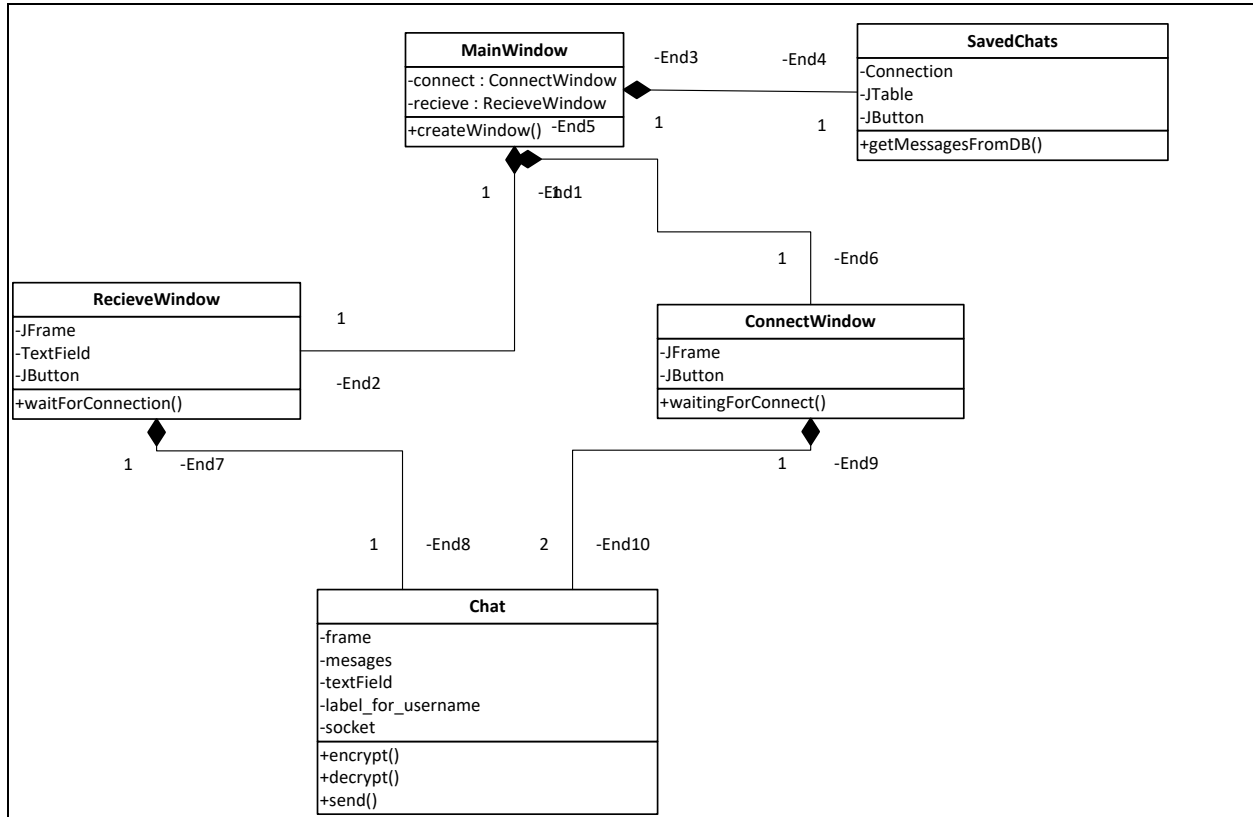 MainWindow
-connect : ConnectWindow
-recieve : RecieveWindow
+createWindow()
-End5
-End3
-End4
1
1
SavedChats
-Connection
-JTable
-JButton
+getMessagesFromDB()
1
-End1
1
1
-End6
RecieveWindow
-JFrame
-TextField
-JButton
+waitForConnection()
1
-End2
ConnectWindow
-JFrame
-JButton
+waitingForConnect()
1
-End7
1
-End9
1
-End8
2
-End10
Chat
-frame
-mesages
-textField
-label_for_username
-socket
+encrypt()
+decrypt()
+send()